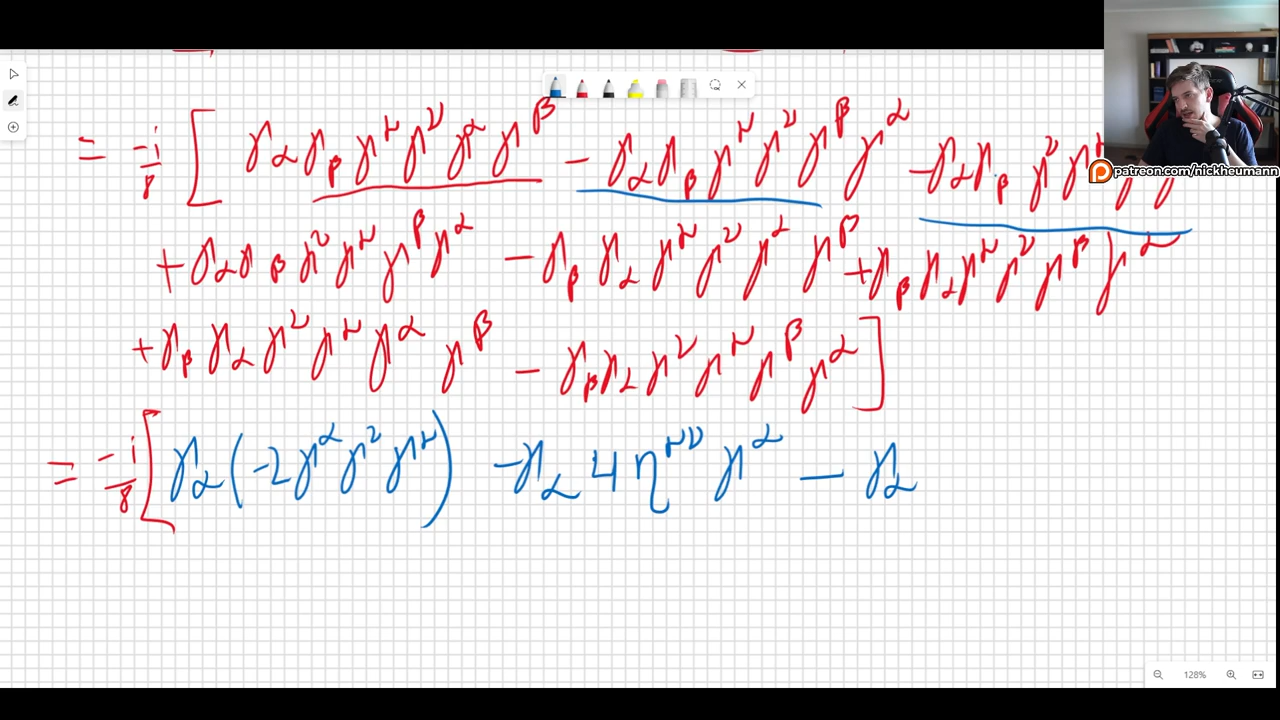 = -i/8 [ γ_α γ_β γ^μ γ^ν γ^α γ^β - γ_α γ_β γ^μ γ^ν γ^β γ^α - γ_α γ_β γ^ν
patreon.com/nickheumann
+ γ_α γ_β γ^ν γ^μ γ^β γ^α - γ_β γ_α γ^μ γ^ν γ^α γ^β + γ_β γ_α γ^μ γ^ν γ^β γ^α
+ γ_β γ_α γ^ν γ^μ γ^α γ^β - γ_β γ_α γ^ν γ^μ γ^β γ^α ]
= -i/8 [ γ_α (-2γ^α γ^ν γ^μ) - γ_α 4 η^μν γ^α - γ_α
128%